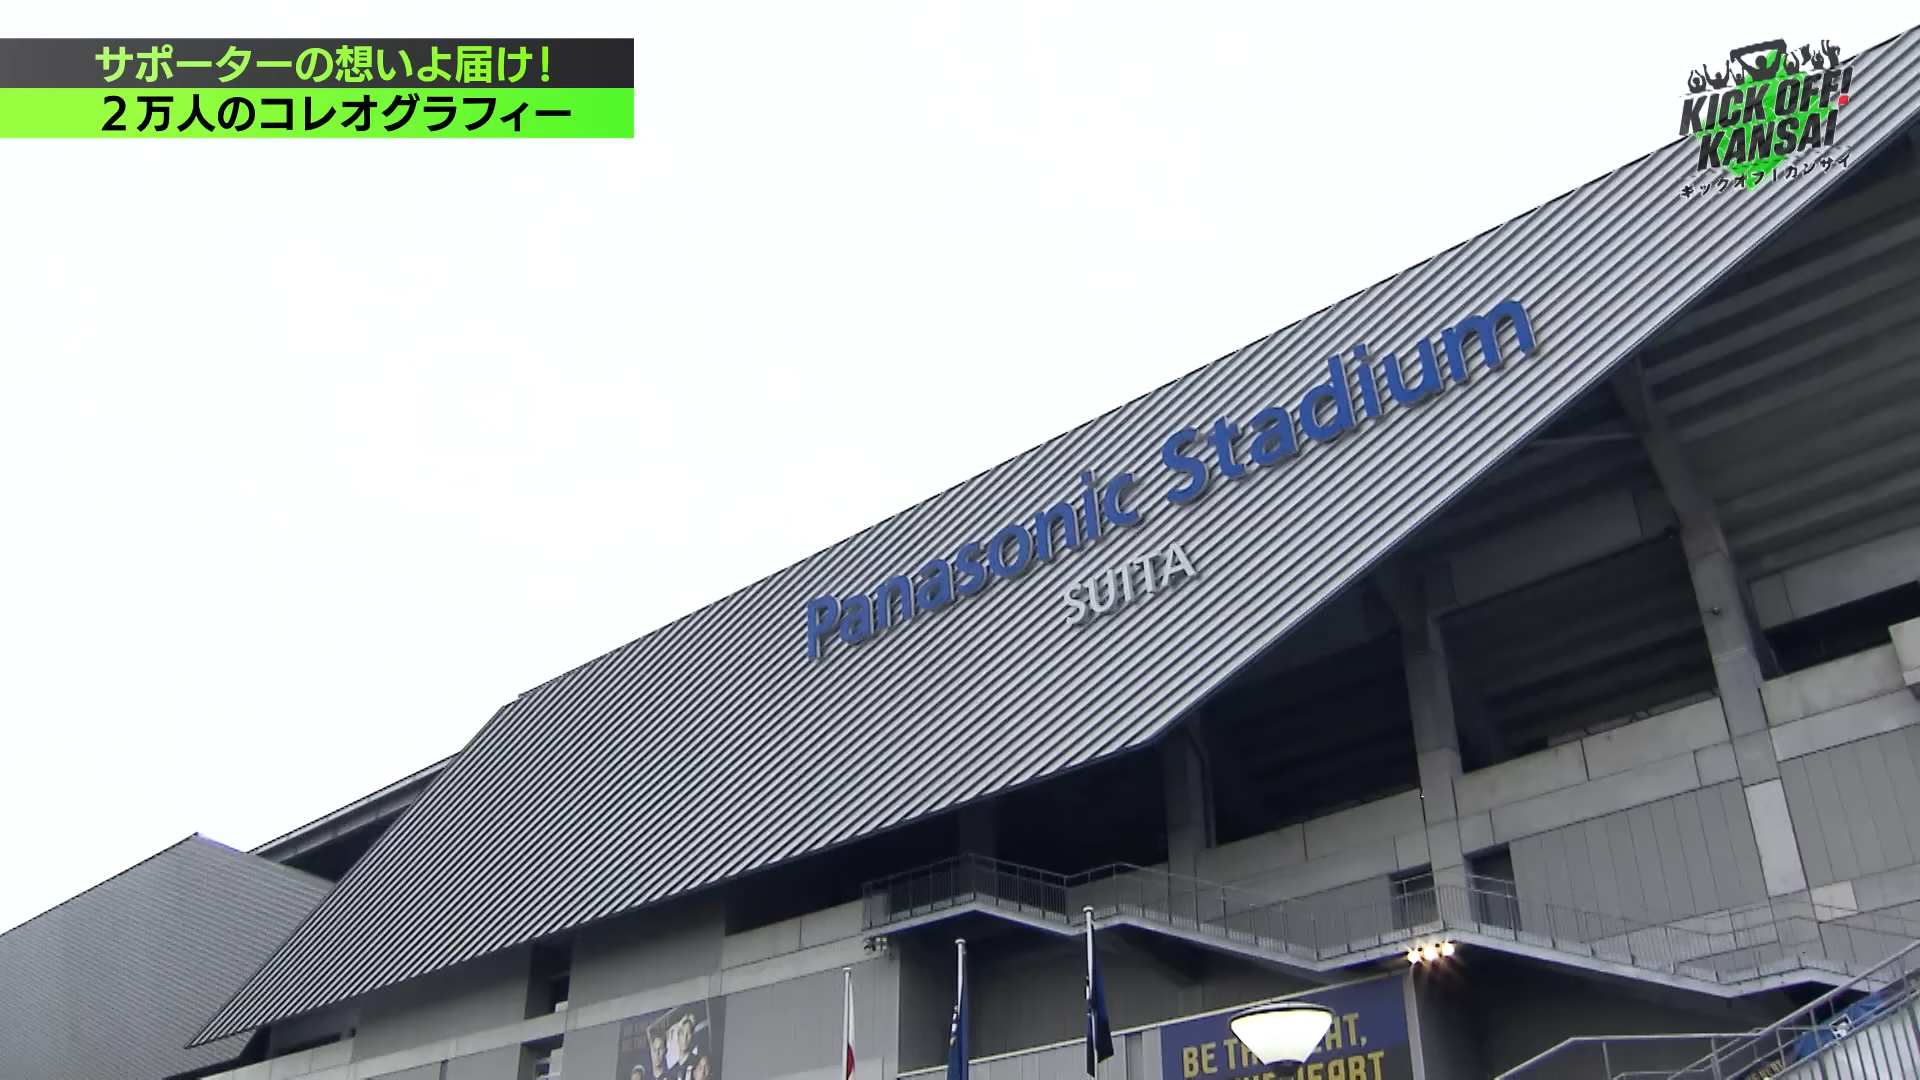 サポーターの想いよ届け!
2万人のコレオグラフィー
KICK OFF!
KANSAI
キックオフ!カンサイ
Panasonic Stadium
SUITA